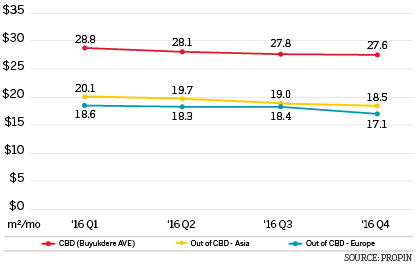 $35
$30
28.8 28.1 27.8 27.6
$25
20.1 19.7 19.0 18.5
$20
18.6 18.3 18.4 17.1
$15
$10
$5
$0
m²/mo '16 Q1 '16 Q2 '16 Q3 '16 Q4
CBD (Buyukdere AVE) Out of CBD - Asia Out of CBD - Europe
SOURCE: PROPIN